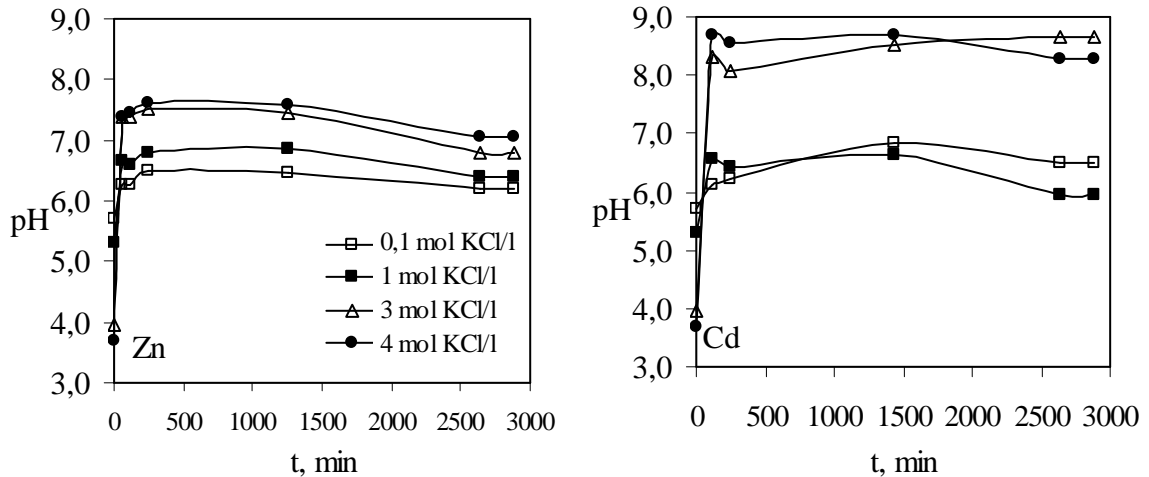 9,0
8,0
7,0
6,0
5,0
4,0
3,0
pH
0,1 mol KCl/l
1 mol KCl/l
3 mol KCl/l
4 mol KCl/l
Zn
0 500 1000 1500 2000 2500 3000
t, min
9,0
8,0
7,0
6,0
5,0
4,0
3,0
pH
Cd
0 500 1000 1500 2000 2500 3000
t, min